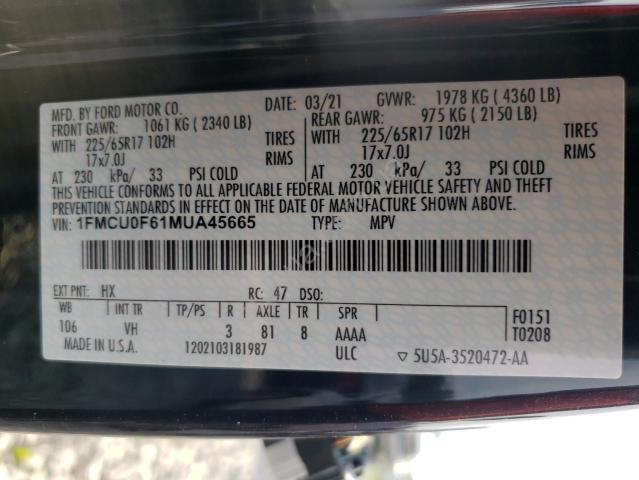 MFD. BY FORD MOTOR CO. DATE: 03/21 GVWR: 1978 KG ( 4360 LB)
FRONT GAWR: 1061 KG ( 2340 LB) REAR GAWR: 975 KG ( 2150 LB)
WITH 225/65R17 102H TIRES WITH 225/65R17 102H TIRES
17x7.0J RIMS 17x7.0J RIMS
AT 230 kPa/ 33 PSI COLD AT 230 kPa/ 33 PSI COLD
THIS VEHICLE CONFORMS TO ALL APPLICABLE FEDERAL MOTOR VEHICLE SAFETY AND THEFT
PREVENTION STANDARDS IN EFFECT ON THE DATE OF MANUFACTURE SHOWN ABOVE.
VIN: 1FMCU0F61MUA45665 TYPE: MPV
EXT PNT: HX RC: 47 DSO:
WB INT TR TP/PS R AXLE TR SPR F0151
106 VH 3 81 8 AAAA T0208
MADE IN U.S.A. 1202103181987 ULC 5U5A-3520472-AA